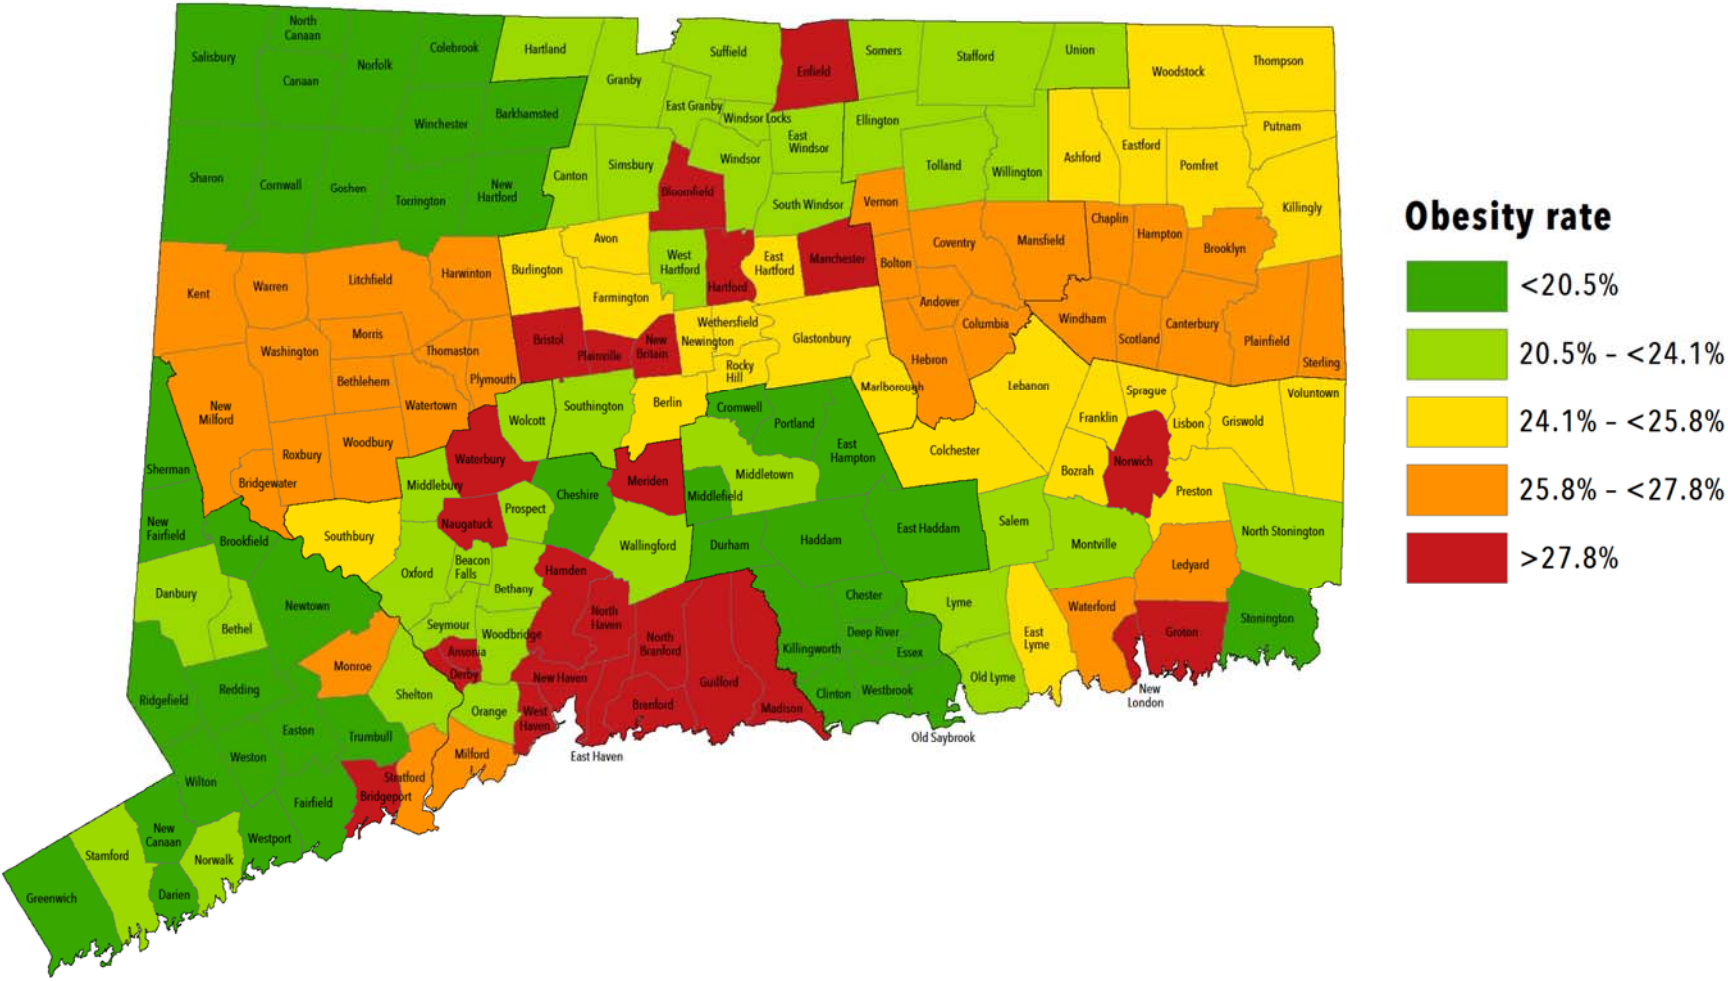 North
Canaan
Salisbury
Colebrook
Hartland
Suffield
Somers
Stafford
Union
Norfolk
Canaan
Granby
Enfield
Woodstock
Thompson
East Granby
Windsor Locks
Barkhamsted
Winchester
Ellington
Putnam
East
Windsor
Windsor
Simsbury
Canton
Tolland
Willington
Ashford
Eastford
Pomfret
Sharon
Cornwall
Goshen
Torrington
New
Hartford
Bloomfield
South Windsor
Vernon
Killingly
Chaplin
Hampton
Brooklyn
Avon
Burlington
West
Hartford
East
Hartford
Manchester
Bolton
Coventry
Mansfield
Kent
Warren
Litchfield
Harwinton
Farmington
Hartford
Andover
Columbia
Windham
Scotland
Canterbury
Plainfield
Sterling
Morris
Washington
Thomaston
Bethlehem
Plymouth
Watertown
Bristol
Plainville
New
Britain
Wethersfield
Newington
Rocky
Hill
Glastonbury
Hebron
Marlborough
Lebanon
Sprague
Voluntown
Franklin
Lisbon
Griswold
New
Milford
Woodbury
Roxbury
Bridgewater
Wolcott
Southington
Berlin
Cromwell
Portland
East
Hampton
Colchester
Bozrah
Norwich
Preston
Sherman
Waterbury
Middlebury
Cheshire
Meriden
Middletown
Middlefield
Prospect
Naugatuck
New
Fairfield
Brookfield
Southbury
Wallingford
Durham
Haddam
East Haddam
Salem
Montville
North Stonington
Ledyard
Oxford
Beacon
Falls
Bethany
Hamden
Danbury
Bethel
Newtown
Seymour
Woodbridge
North
Haven
North
Branford
Chester
Deep River
Essex
Killingworth
Lyme
East
Lyme
Waterford
Groton
Stonington
Monroe
Ansonia
Derby
New Haven
Guilford
Old Lyme
Ridgefield
Redding
Shelton
Orange
West
Haven
Branford
Madison
Clinton
Westbrook
New
London
Easton
Trumbull
Old Saybrook
East Haven
Milford
Weston
Wilton
Stratford
Bridgeport
Fairfield
New
Canaan
Westport
Stamford
Norwalk
Darien
Greenwich
Obesity rate
<20.5%
20.5% – <24.1%
24.1% – <25.8%
25.8% – <27.8%
>27.8%